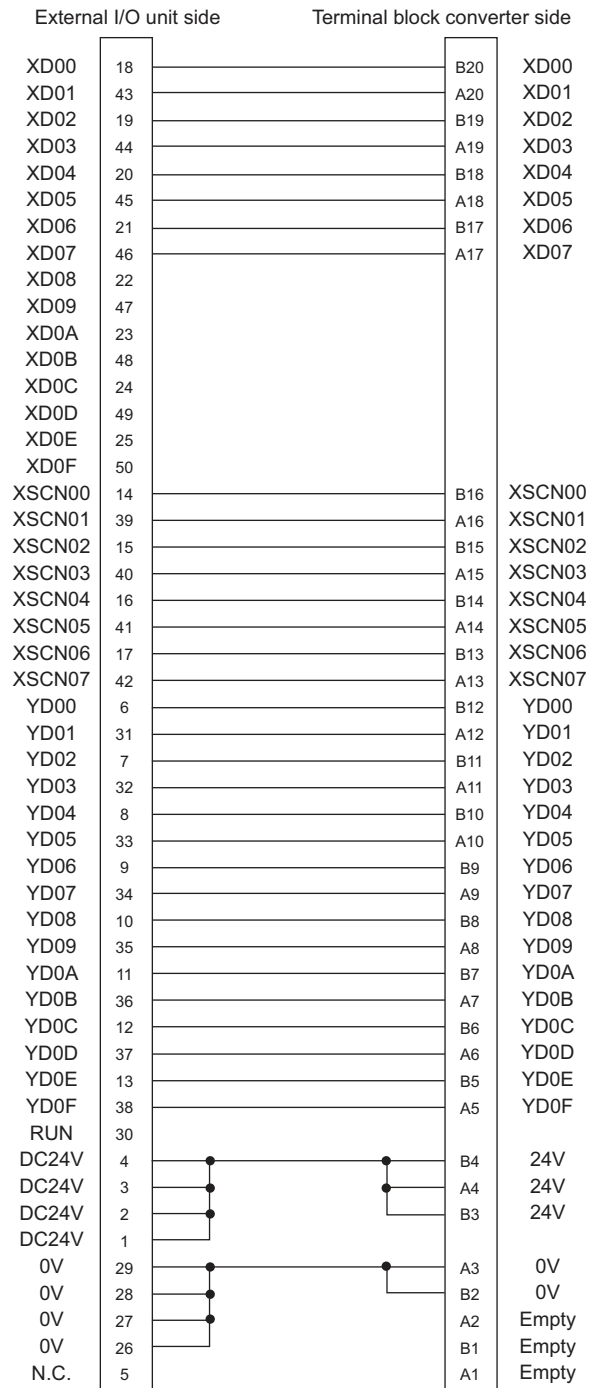 External I/O unit side Terminal block converter side
XD00 18 B20 XD00
XD01 43 A20 XD01
XD02 19 B19 XD02
XD03 44 A19 XD03
XD04 20 B18 XD04
XD05 45 A18 XD05
XD06 21 B17 XD06
XD07 46 A17 XD07
XD08 22
XD09 47
XD0A 23
XD0B 48
XD0C 24
XD0D 49
XD0E 25
XD0F 50
XSCN00 14 B16 XSCN00
XSCN01 39 A16 XSCN01
XSCN02 15 B15 XSCN02
XSCN03 40 A15 XSCN03
XSCN04 16 B14 XSCN04
XSCN05 41 A14 XSCN05
XSCN06 17 B13 XSCN06
XSCN07 42 A13 XSCN07
YD00 6 B12 YD00
YD01 31 A12 YD01
YD02 7 B11 YD02
YD03 32 A11 YD03
YD04 8 B10 YD04
YD05 33 A10 YD05
YD06 9 B9 YD06
YD07 34 A9 YD07
YD08 10 B8 YD08
YD09 35 A8 YD09
YD0A 11 B7 YD0A
YD0B 36 A7 YD0B
YD0C 12 B6 YD0C
YD0D 37 A6 YD0D
YD0E 13 B5 YD0E
YD0F 38 A5 YD0F
RUN 30
DC24V 4 B4 24V
DC24V 3 A4 24V
DC24V 2 B3 24V
DC24V 1
0V 29 A3 0V
0V 28 B2 0V
0V 27 A2 Empty
0V 26 B1 Empty
N.C. 5 A1 Empty